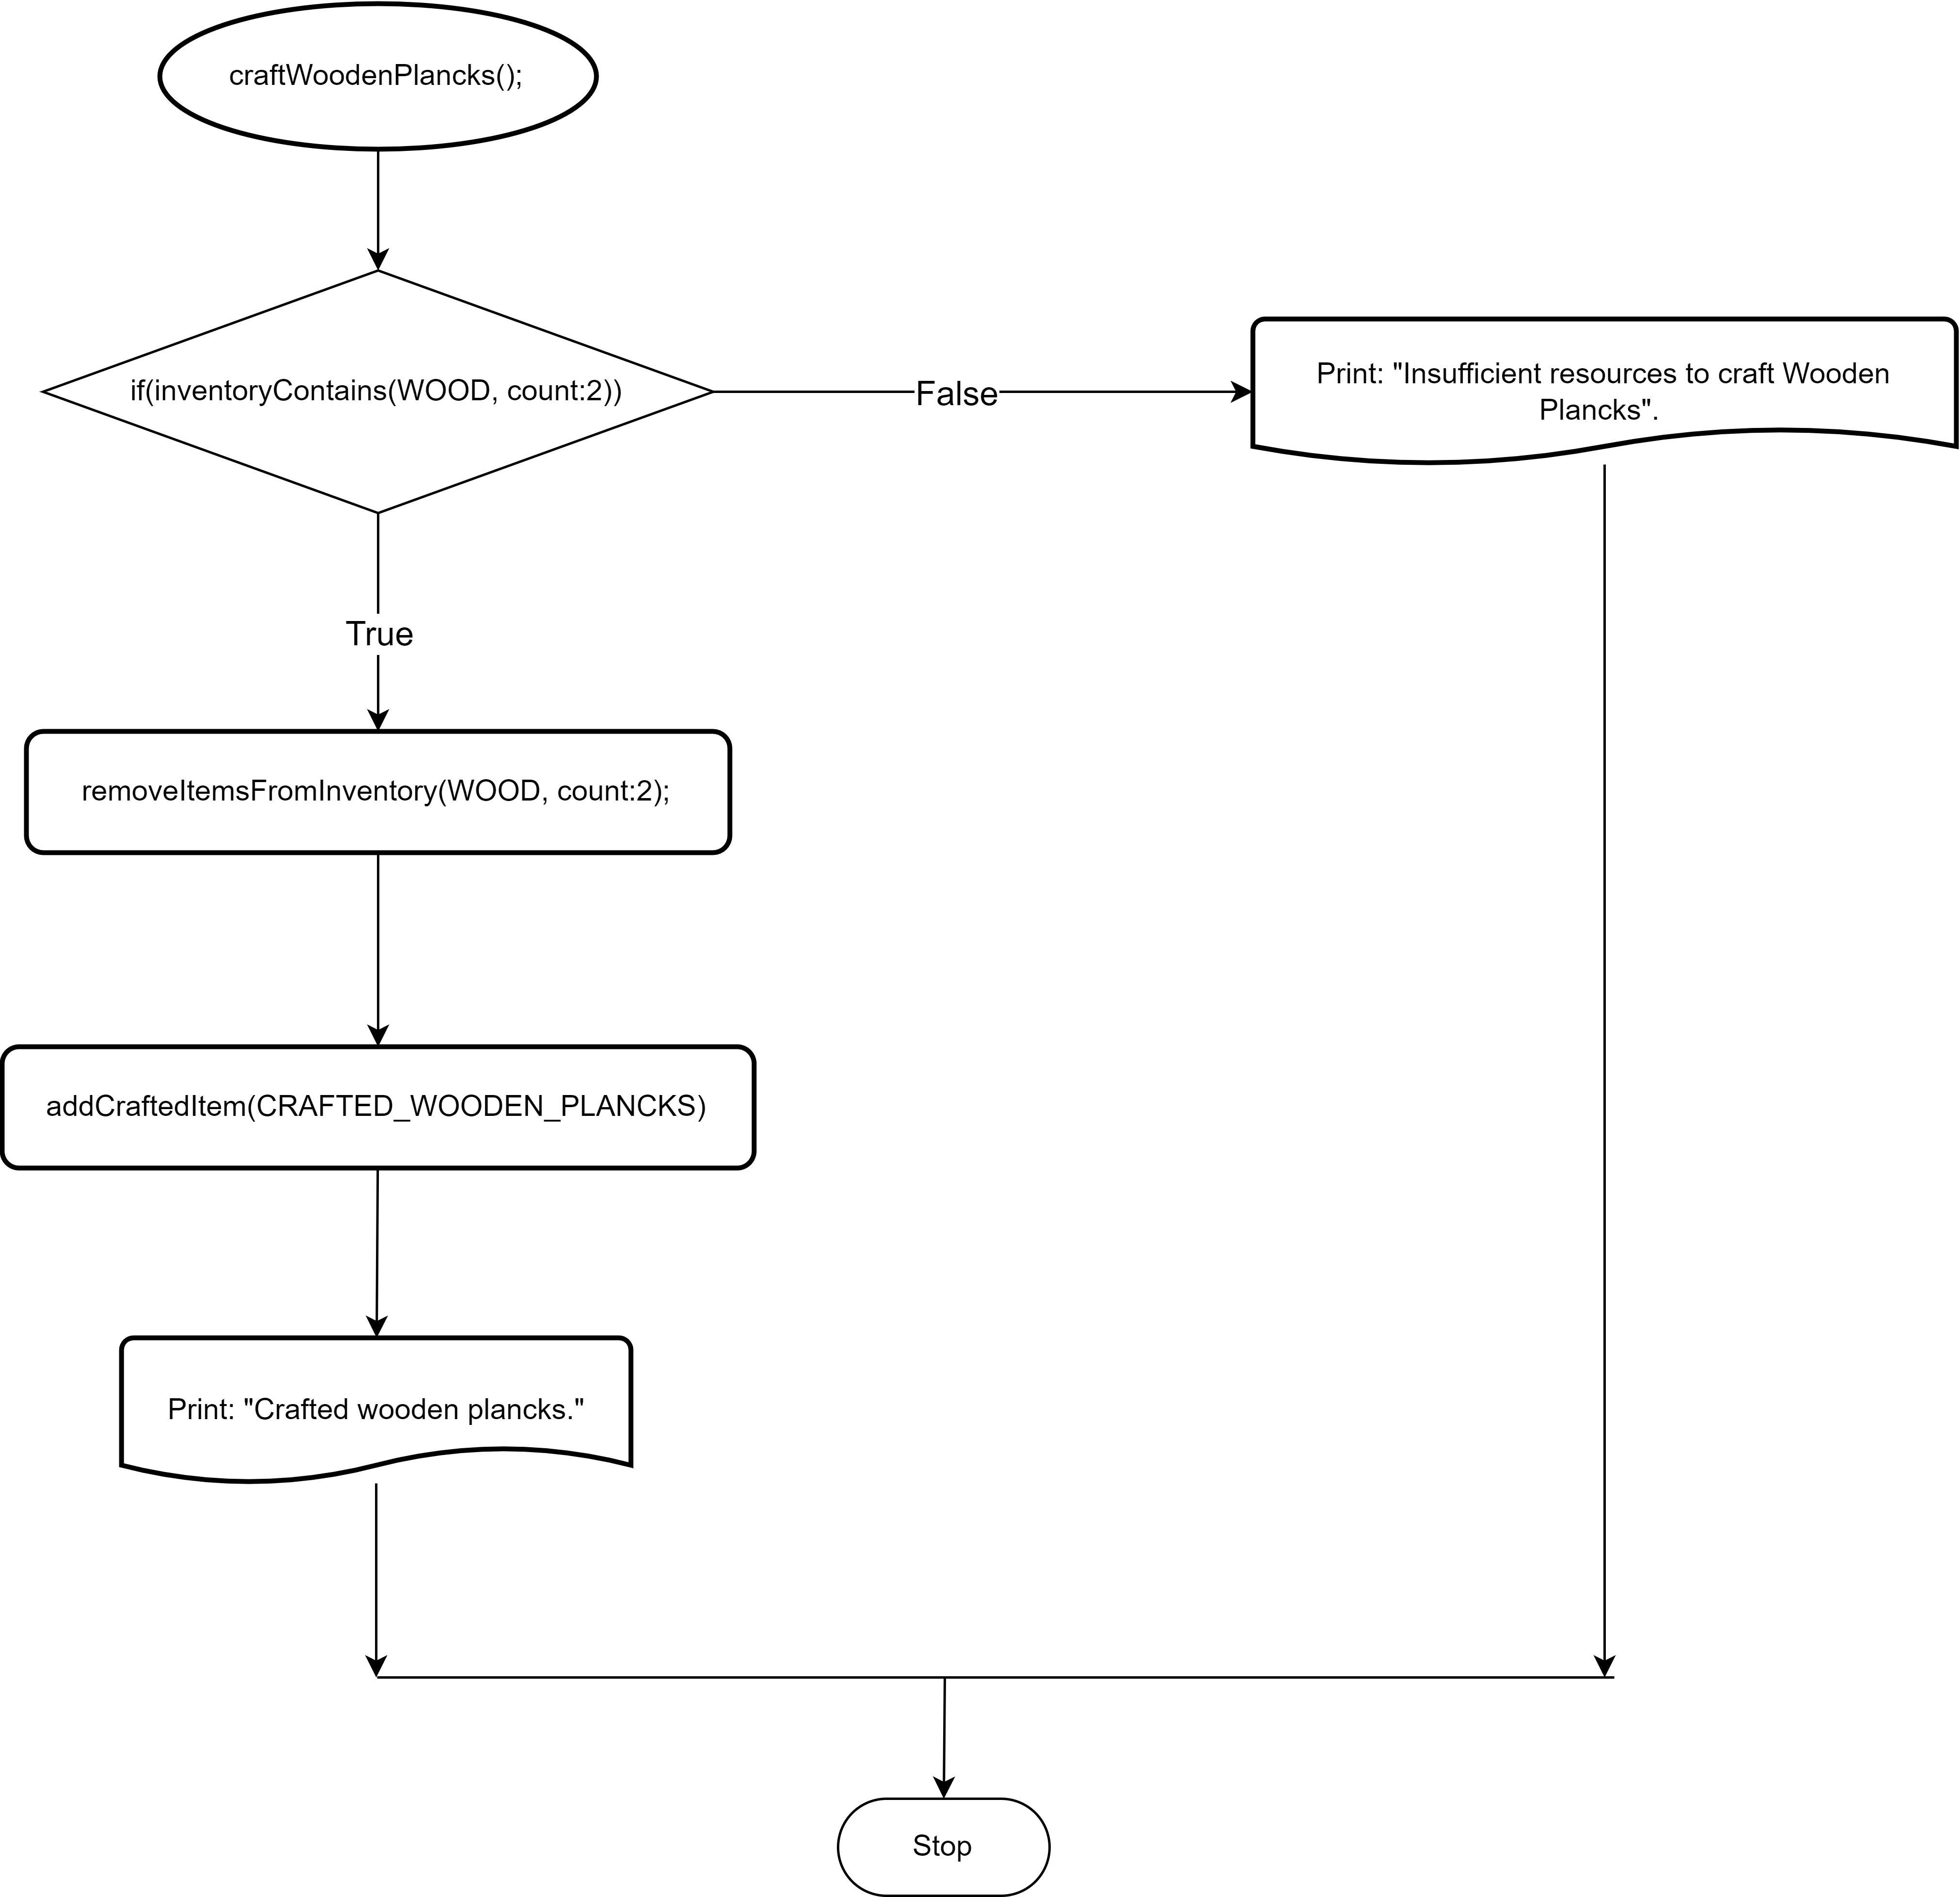 craftWoodenPlancks();
if(inventoryContains(WOOD, count:2))
False
Print: "Insufficient resources to craft Wooden
Plancks".
True
removeItemsFromInventory(WOOD, count:2);
addCraftedItem(CRAFTED_WOODEN_PLANCKS)
Print: "Crafted wooden plancks."
Stop